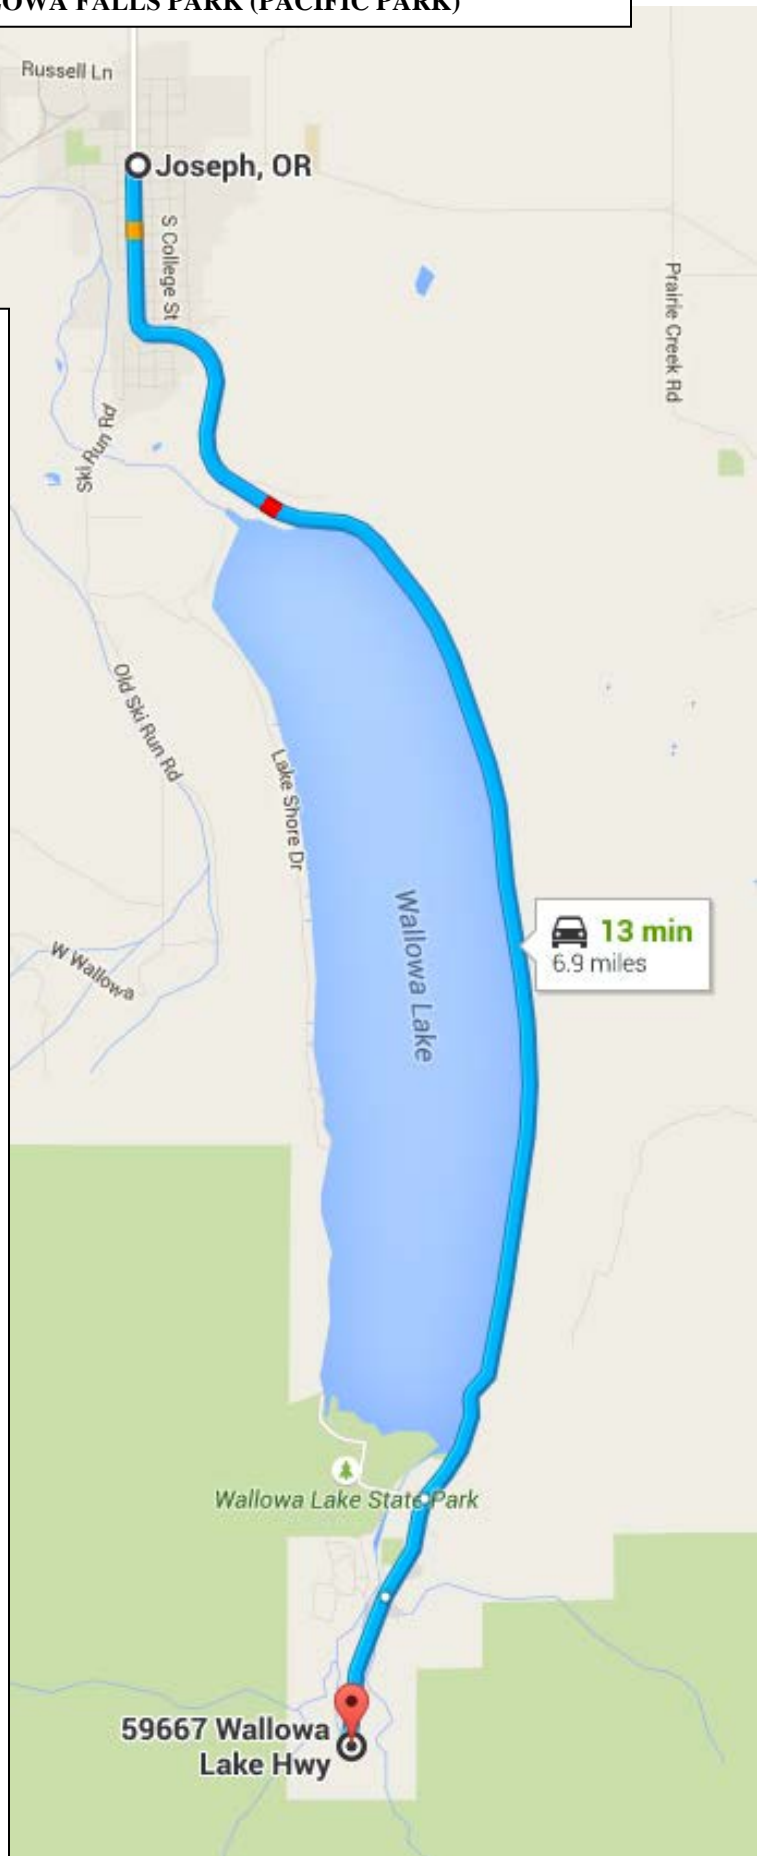 OWA FALLS PARK (PACIFIC PARK)
Russell Ln
Joseph, OR
S College St
Prairie Creek Rd
Ski Run Rd
Old Ski Run Rd
Lake Shore Dr
Wallowa Lake
13 min
6.9 miles
W Wallowa
Wallowa Lake State Park
59667 Wallowa
Lake Hwy